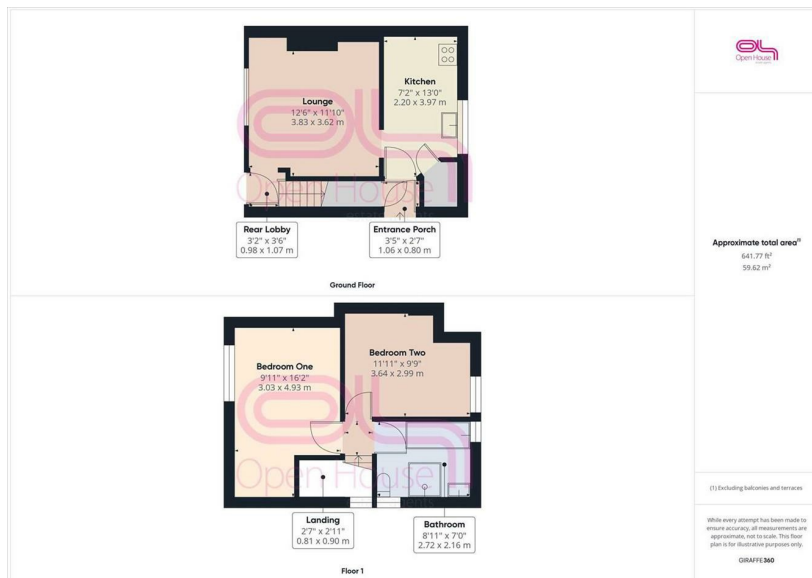 Lounge
12'6" x 11'10"
3.83 x 3.62 m
Kitchen
7'2" x 13'0"
2.20 x 3.97 m
Open House
Rear Lobby
3'2" x 3'6"
0.98 x 1.07 m
Entrance Porch
3'5" x 2'7"
1.06 x 0.80 m
Ground Floor
Bedroom One
9'11" x 16'2"
3.03 x 4.93 m
Bedroom Two
11'11" x 9'9"
3.64 x 2.99 m
Open House
Landing
2'7" x 2'11"
0.81 x 0.90 m
Bathroom
8'11" x 7'0"
2.72 x 2.16 m
Floor 1
Open House
Approximate total area(1)
641.77 ft²
59.62 m²
(1) Excluding balconies and terraces
While every attempt has been made to
ensure accuracy, all measurements are
approximate, not to scale. This floor
plan is for illustrative purposes only.
GIRAFFE360